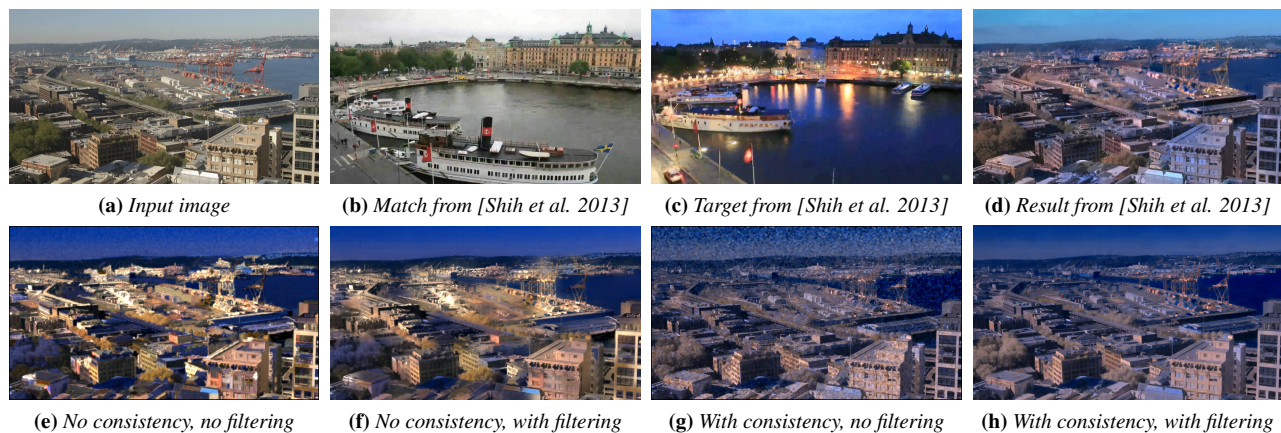 (a) Input image
(b) Match from [Shih et al. 2013]
(c) Target from [Shih et al. 2013]
(d) Result from [Shih et al. 2013]
(e) No consistency, no filtering
(f) No consistency, with filtering
(g) With consistency, no filtering
(h) With consistency, with filtering